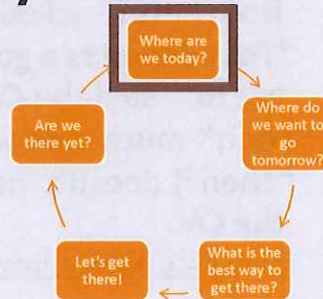 Where are
we today?
Where do
we want to
go
tomorrow?
What is the
best way to
get there?
Let's get
there!
Are we
there yet?